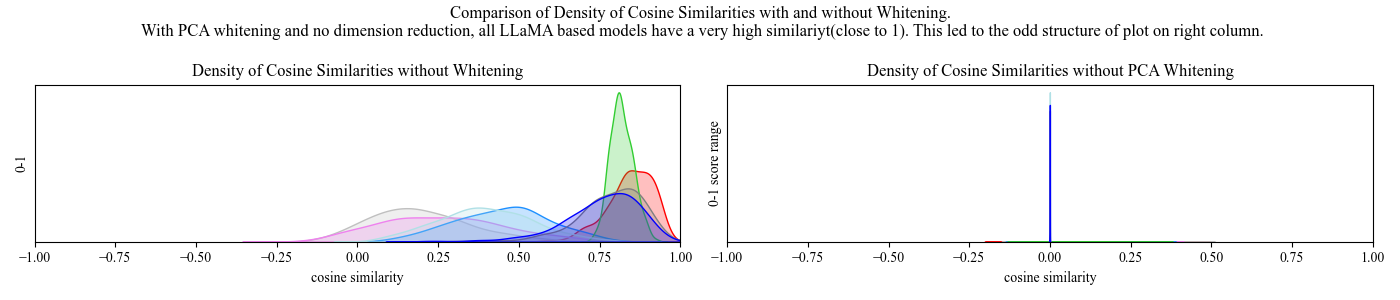 Comparison of Density of Cosine Similarities with and without Whitening.
With PCA whitening and no dimension reduction, all LLaMA based models have a very high similariyt(close to 1). This led to the odd structure of plot on right column.
Density of Cosine Similarities without Whitening
0-1
−1.00 −0.75 −0.50 −0.25 0.00 0.25 0.50 0.75 1.00
cosine similarity
Density of Cosine Similarities without PCA Whitening
0-1 score range
−1.00 −0.75 −0.50 −0.25 0.00 0.25 0.50 0.75 1.00
cosine similarity